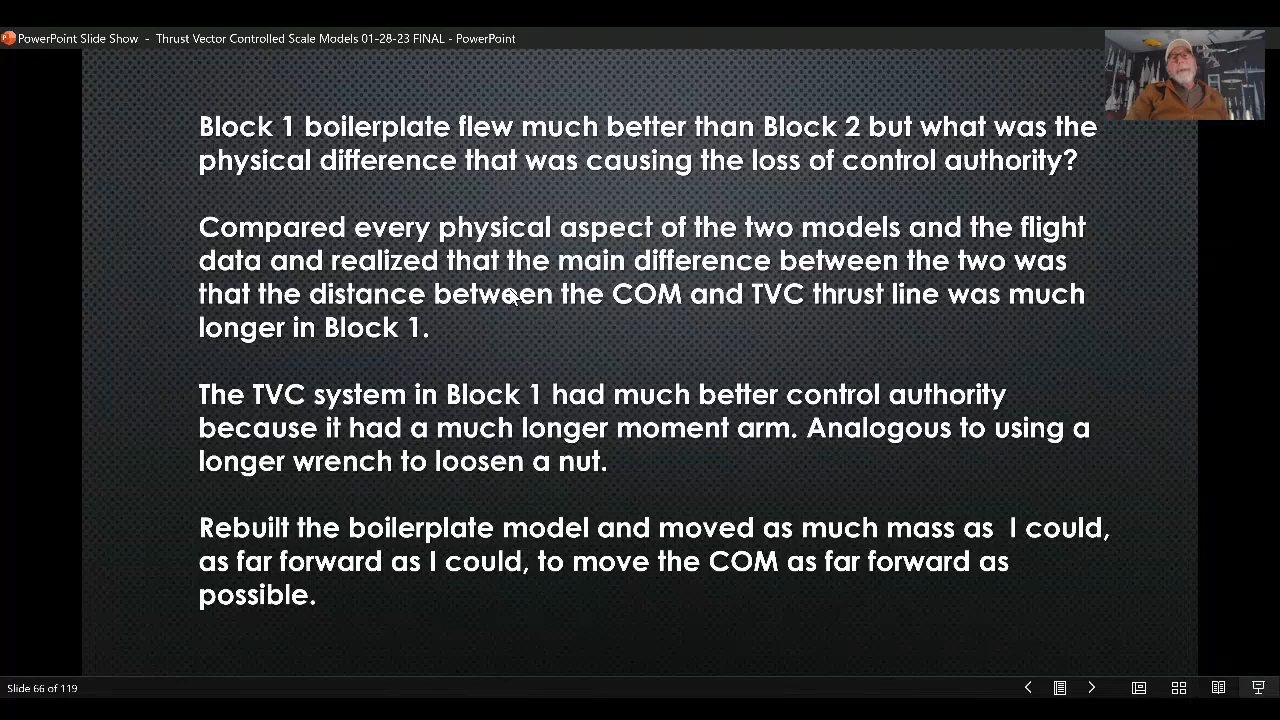 PowerPoint Slide Show - Thrust Vector Controlled Scale Models 01-28-23 FINAL - PowerPoint
Block 1 boilerplate flew much better than Block 2 but what was the
physical difference that was causing the loss of control authority?
Compared every physical aspect of the two models and the flight
data and realized that the main difference between the two was
that the distance between the COM and TVC thrust line was much
longer in Block 1.
The TVC system in Block 1 had much better control authority
because it had a much longer moment arm. Analogous to using a
longer wrench to loosen a nut.
Rebuilt the boilerplate model and moved as much mass as I could,
as far forward as I could, to move the COM as far forward as
possible.
Slide 66 of 119